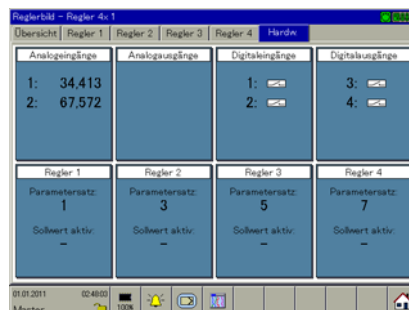 Reglerbild - Regler 4x1
Übersicht Regler 1 Regler 2 Regler 3 Regler 4 Hardw.
Analogeingänge Analogausgänge Digitaleingänge Digitalausgänge
1: 34,413 1: 3:
2: 67,572 2: 4:
Regler 1 Regler 2 Regler 3 Regler 4
Parametersatz: Parametersatz: Parametersatz: Parametersatz:
1 3 5 7
Sollwert aktiv: Sollwert aktiv: Sollwert aktiv: Sollwert aktiv:
– – – –
01.01.2011 02:48:03
Master 100%